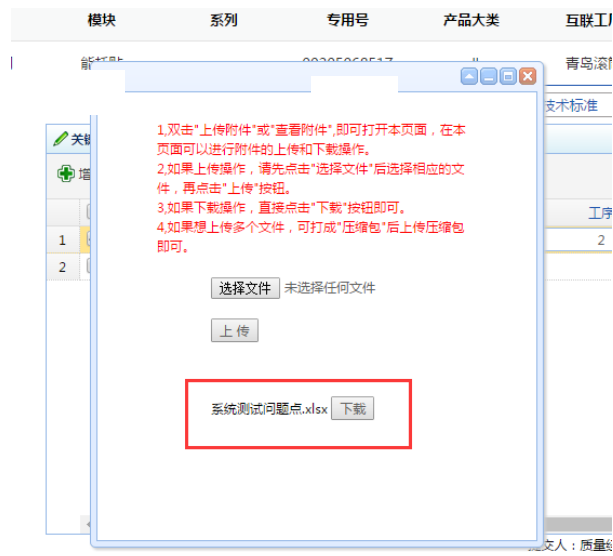 模块 系列 专用号 产品大类 互联工厂
青岛滚筒
技术标准
关键
增
工序
1,双击"上传附件"或"查看附件",即可打开本页面，在本
页面可以进行附件的上传和下载操作。
2,如果上传操作，请先点击"选择文件"后选择相应的文
件，再点击"上传"按钮。
3,如果下载操作，直接点击"下载"按钮即可。
4,如果想上传多个文件，可打成"压缩包"后上传压缩包
即可。
1 2
2
选择文件 未选择任何文件
上 传
系统测试问题点.xlsx 下载
交人：质量